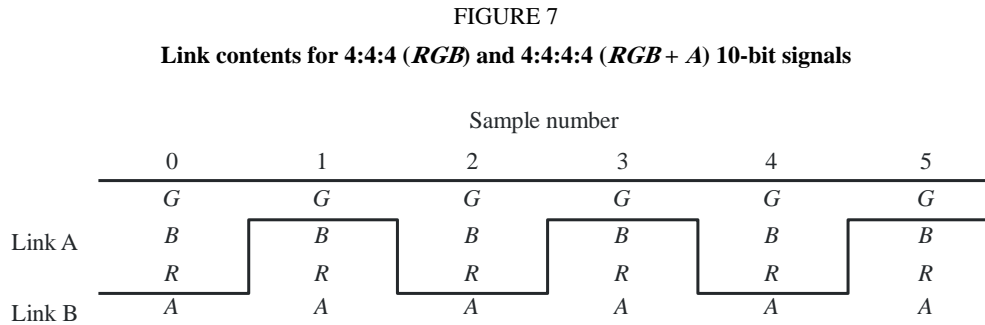 FIGURE 7
Link contents for 4:4:4 (RGB) and 4:4:4:4 (RGB + A) 10-bit signals
Sample number
0 1 2 3 4 5
G G G G G G
Link A B B B B B B
R R R R R R
Link B A A A A A A